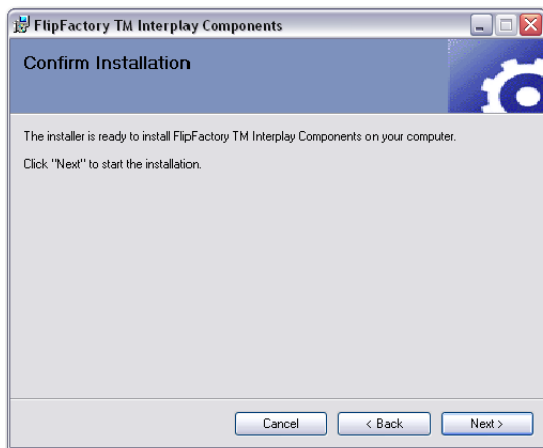 FlipFactory TM Interplay Components
Confirm Installation
The installer is ready to install FlipFactory TM Interplay Components on your computer.
Click "Next" to start the installation.
Cancel
< Back
Next >